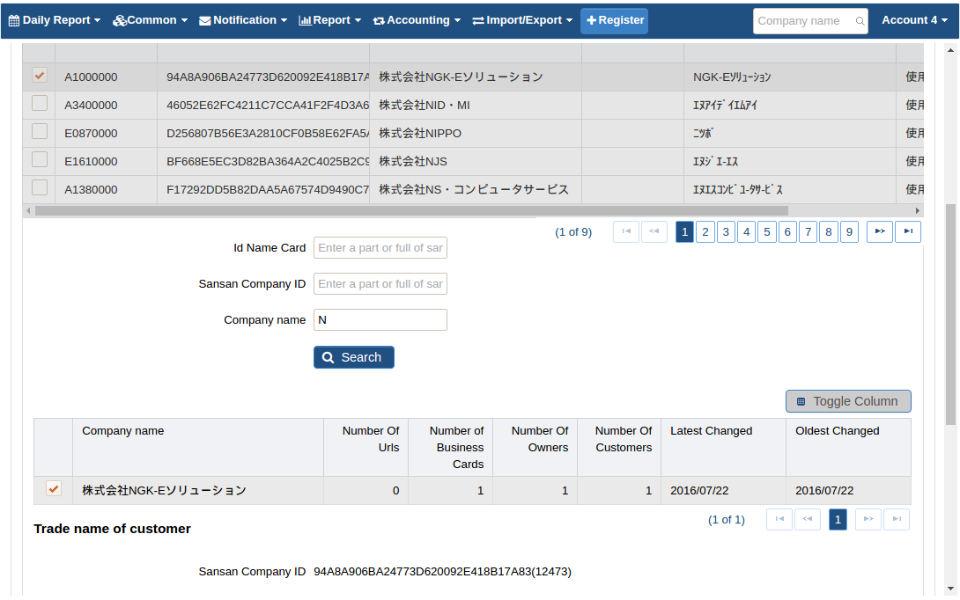 Daily Report Common Notification Report Accounting Import/Export Register Company name Account 4
A1000000 94A8A906BA24773D620092E418B17A 株式会社NGK-Eソリューション NGK-Eｿﾘｭｰｼｮﾝ 使用
A3400000 46052E62FC4211C7CCA41F2F4D3A6 株式会社NID・MI ｴﾇｱｲﾃﾞｲｴﾑｱｲ 使用
E0870000 D256807B56E3A2810CF0B58E62FA5A 株式会社NIPPO ﾆﾂﾎﾟ 使用
E1610000 BF668E5EC3D82BA364A2C4025B2C9 株式会社NJS ｴﾇｼﾞｴｰｴｽ 使用
A1380000 F17292DD5B82DAA5A67574D9490C7 株式会社NS・コンピュータサービス ｴﾇｴｽｺﾝﾋﾟﾕｰﾀｻｰﾋﾞｽ 使用
(1 of 9) 1 2 3 4 5 6 7 8 9
Id Name Card Enter a part or full of sar
Sansan Company ID Enter a part or full of sar
Company name N
Search
Toggle Column
Company name Number Of Urls Number of Business Cards Number Of Owners Number Of Customers Latest Changed Oldest Changed
株式会社NGK-Eソリューション 0 1 1 1 2016/07/22 2016/07/22
(1 of 1) 1
Trade name of customer
Sansan Company ID 94A8A906BA24773D620092E418B17A83(12473)